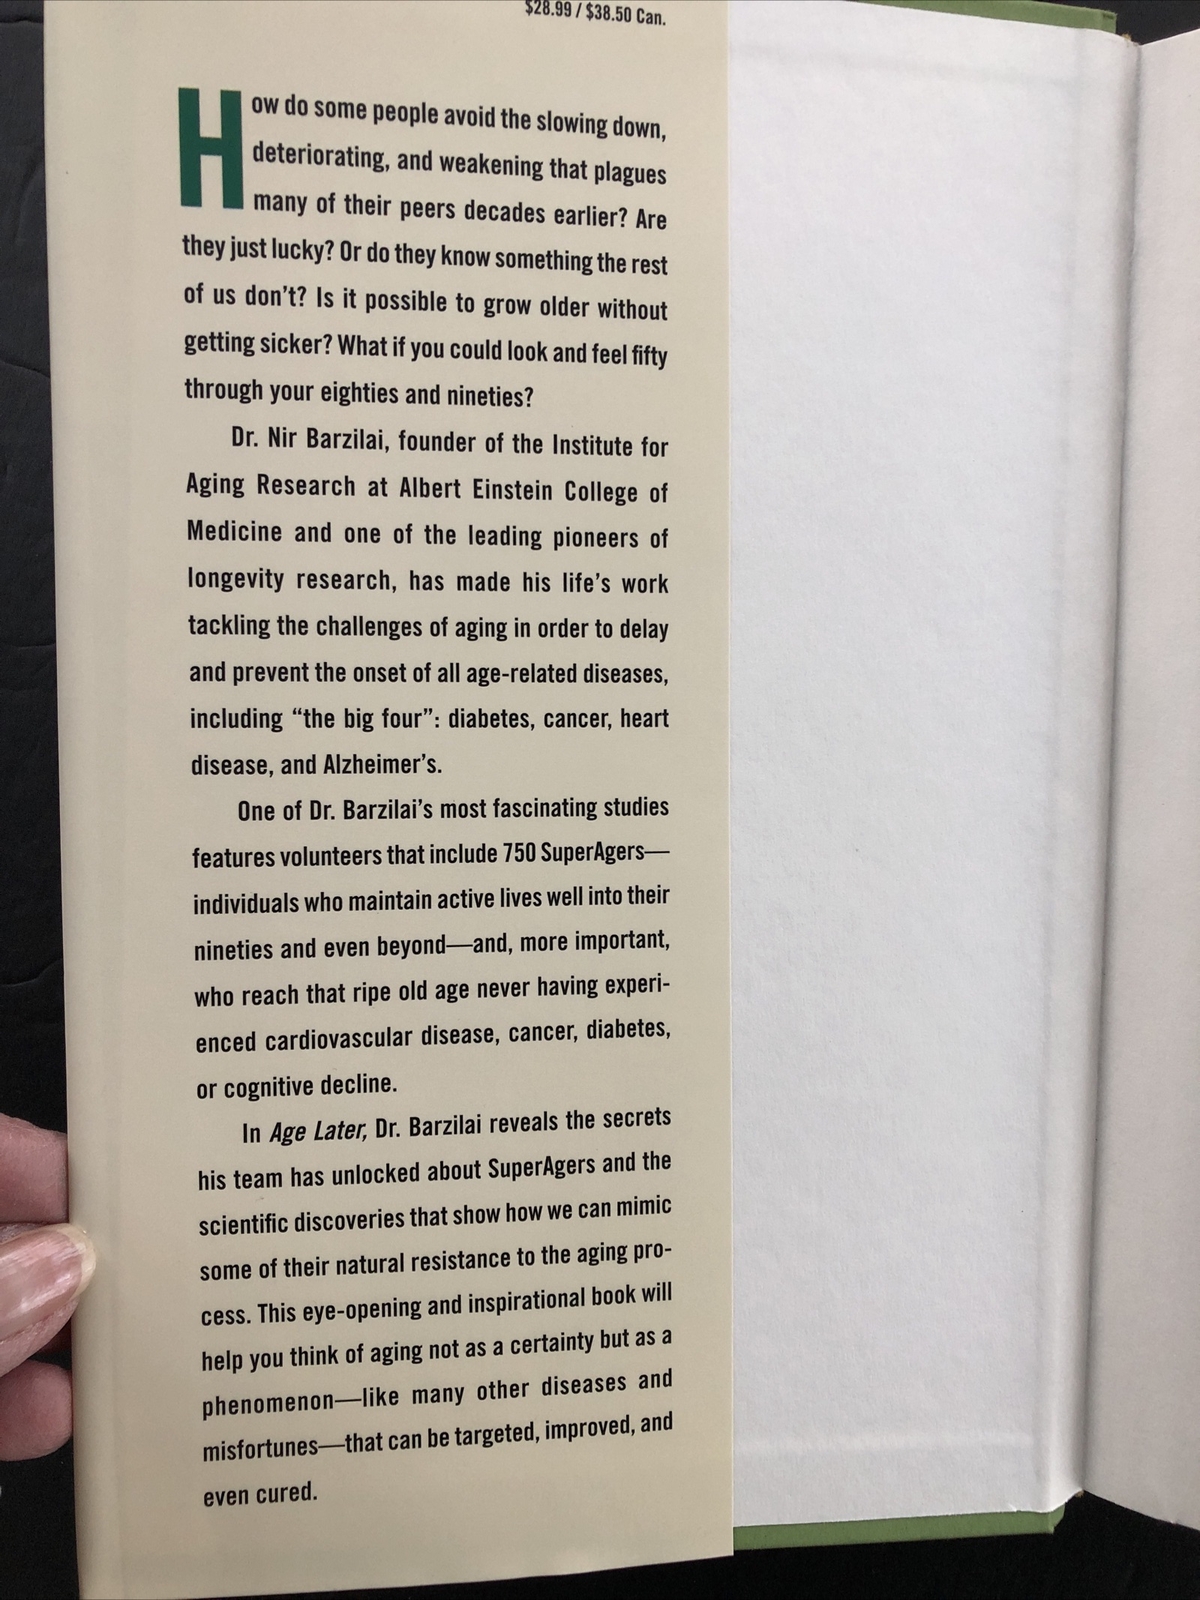 $28.99 / $38.50 Can.
How do some people avoid the slowing down,
deteriorating, and weakening that plagues
many of their peers decades earlier? Are
they just lucky? Or do they know something the rest
of us don't? Is it possible to grow older without
getting sicker? What if you could look and feel fifty
through your eighties and nineties?
Dr. Nir Barzilai, founder of the Institute for
Aging Research at Albert Einstein College of
Medicine and one of the leading pioneers of
longevity research, has made his life's work
tackling the challenges of aging in order to delay
and prevent the onset of all age-related diseases,
including “the big four”: diabetes, cancer, heart
disease, and Alzheimer's.
One of Dr. Barzilai's most fascinating studies
features volunteers that include 750 SuperAgers—
individuals who maintain active lives well into their
nineties and even beyond—and, more important,
who reach that ripe old age never having experi-
enced cardiovascular disease, cancer, diabetes,
or cognitive decline.
In Age Later, Dr. Barzilai reveals the secrets
his team has unlocked about SuperAgers and the
scientific discoveries that show how we can mimic
some of their natural resistance to the aging pro-
cess. This eye-opening and inspirational book will
help you think of aging not as a certainty but as a
phenomenon—like many other diseases and
misfortunes—that can be targeted, improved, and
even cured.